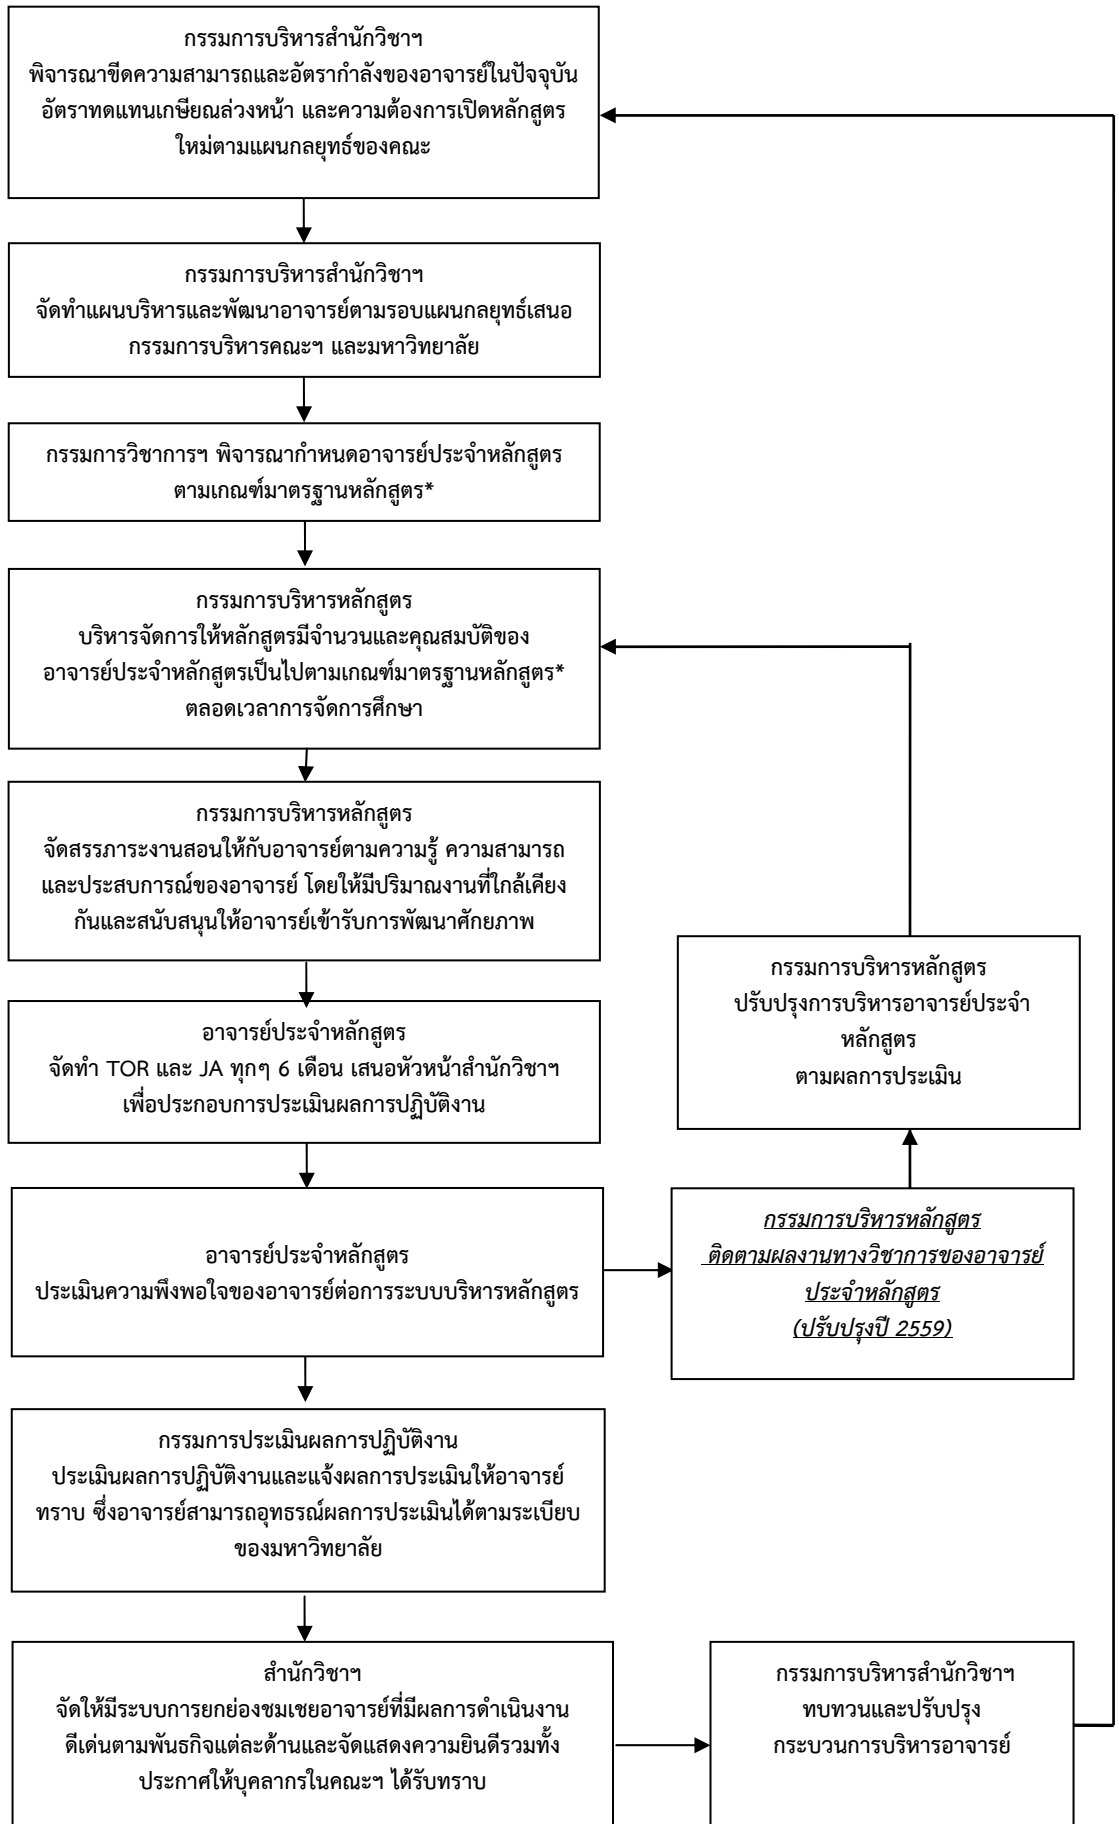 กรรมการบริหารสำนักวิชาฯ
พิจารณาขีดความสามารถและอัตรากำลังของอาจารย์ในปัจจุบัน
อัตราทดแทนเกษียณล่วงหน้า และความต้องการเปิดหลักสูตร
ใหม่ตามแผนกลยุทธ์ของคณะ
กรรมการบริหารสำนักวิชาฯ
จัดทำแผนบริหารและพัฒนาอาจารย์ตามรอบแผนกลยุทธ์เสนอ
กรรมการบริหารคณะฯ และมหาวิทยาลัย
กรรมการวิชาการฯ พิจารณากำหนดอาจารย์ประจำหลักสูตร
ตามเกณฑ์มาตรฐานหลักสูตร*
กรรมการบริหารหลักสูตร
บริหารจัดการให้หลักสูตรมีจำนวนและคุณสมบัติของ
อาจารย์ประจำหลักสูตรเป็นไปตามเกณฑ์มาตรฐานหลักสูตร*
ตลอดเวลาการจัดการศึกษา
กรรมการบริหารหลักสูตร
จัดสรรภาระงานสอนให้กับอาจารย์ตามความรู้ ความสามารถ
และประสบการณ์ของอาจารย์ โดยให้มีปริมาณงานที่ใกล้เคียง
กันและสนับสนุนให้อาจารย์เข้ารับการพัฒนาศักยภาพ
กรรมการบริหารหลักสูตร
ปรับปรุงการบริหารอาจารย์ประจำ
หลักสูตร
ตามผลการประเมิน
อาจารย์ประจำหลักสูตร
จัดทำ TOR และ JA ทุกๆ 6 เดือน เสนอหัวหน้าสำนักวิชาฯ
เพื่อประกอบการประเมินผลการปฏิบัติงาน
อาจารย์ประจำหลักสูตร
ประเมินความพึงพอใจของอาจารย์ต่อการระบบบริหารหลักสูตร
กรรมการบริหารหลักสูตร
ติดตามผลงานทางวิชาการของอาจารย์
ประจำหลักสูตร
(ปรับปรุงปี 2559)
กรรมการประเมินผลการปฏิบัติงาน
ประเมินผลการปฏิบัติงานและแจ้งผลการประเมินให้อาจารย์
ทราบ ซึ่งอาจารย์สามารถอุทธรณ์ผลการประเมินได้ตามระเบียบ
ของมหาวิทยาลัย
สำนักวิชาฯ
จัดให้มีระบบการยกย่องชมเชยอาจารย์ที่มีผลการดำเนินงาน
ดีเด่นตามพันธกิจแต่ละด้านและจัดแสดงความยินดีรวมทั้ง
ประกาศให้บุคลากรในคณะฯ ได้รับทราบ
กรรมการบริหารสำนักวิชาฯ
ทบทวนและปรับปรุง
กระบวนการบริหารอาจารย์